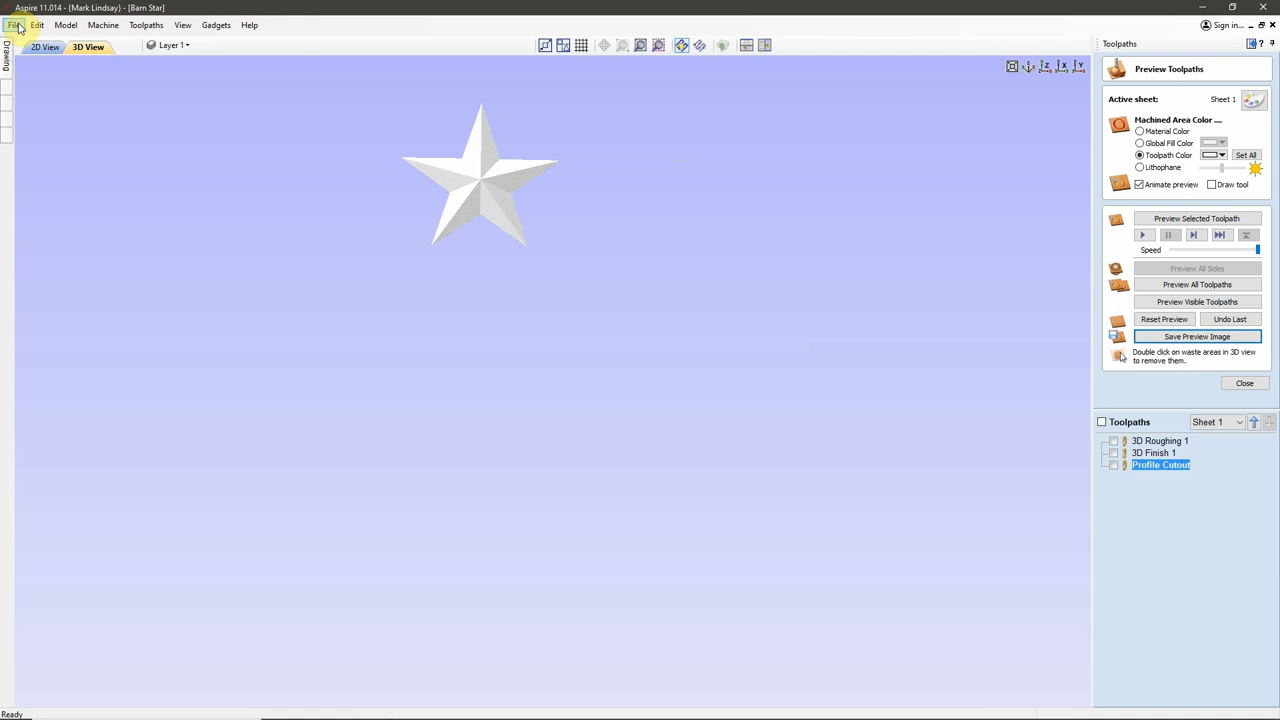 Aspire 11.014 - (Mark Lindsay) - [Barn Star]
File Edit Model Machine Toolpaths View Gadgets Help
Sign in...
Drawing
2D View 3D View Layer 1
Toolpaths
Preview Toolpaths
Active sheet: Sheet 1
Machined Area Color ....
Material Color
Global Fill Color
Toolpath Color Set All
Lithophane
Animate preview Draw tool
Preview Selected Toolpath
Speed
Preview All Sides
Preview All Toolpaths
Preview Visible Toolpaths
Reset Preview Undo Last
Save Preview Image
Double click on waste areas in 3D view
to remove them.
Close
Toolpaths Sheet 1
3D Roughing 1
3D Finish 1
Profile Cutout
Ready